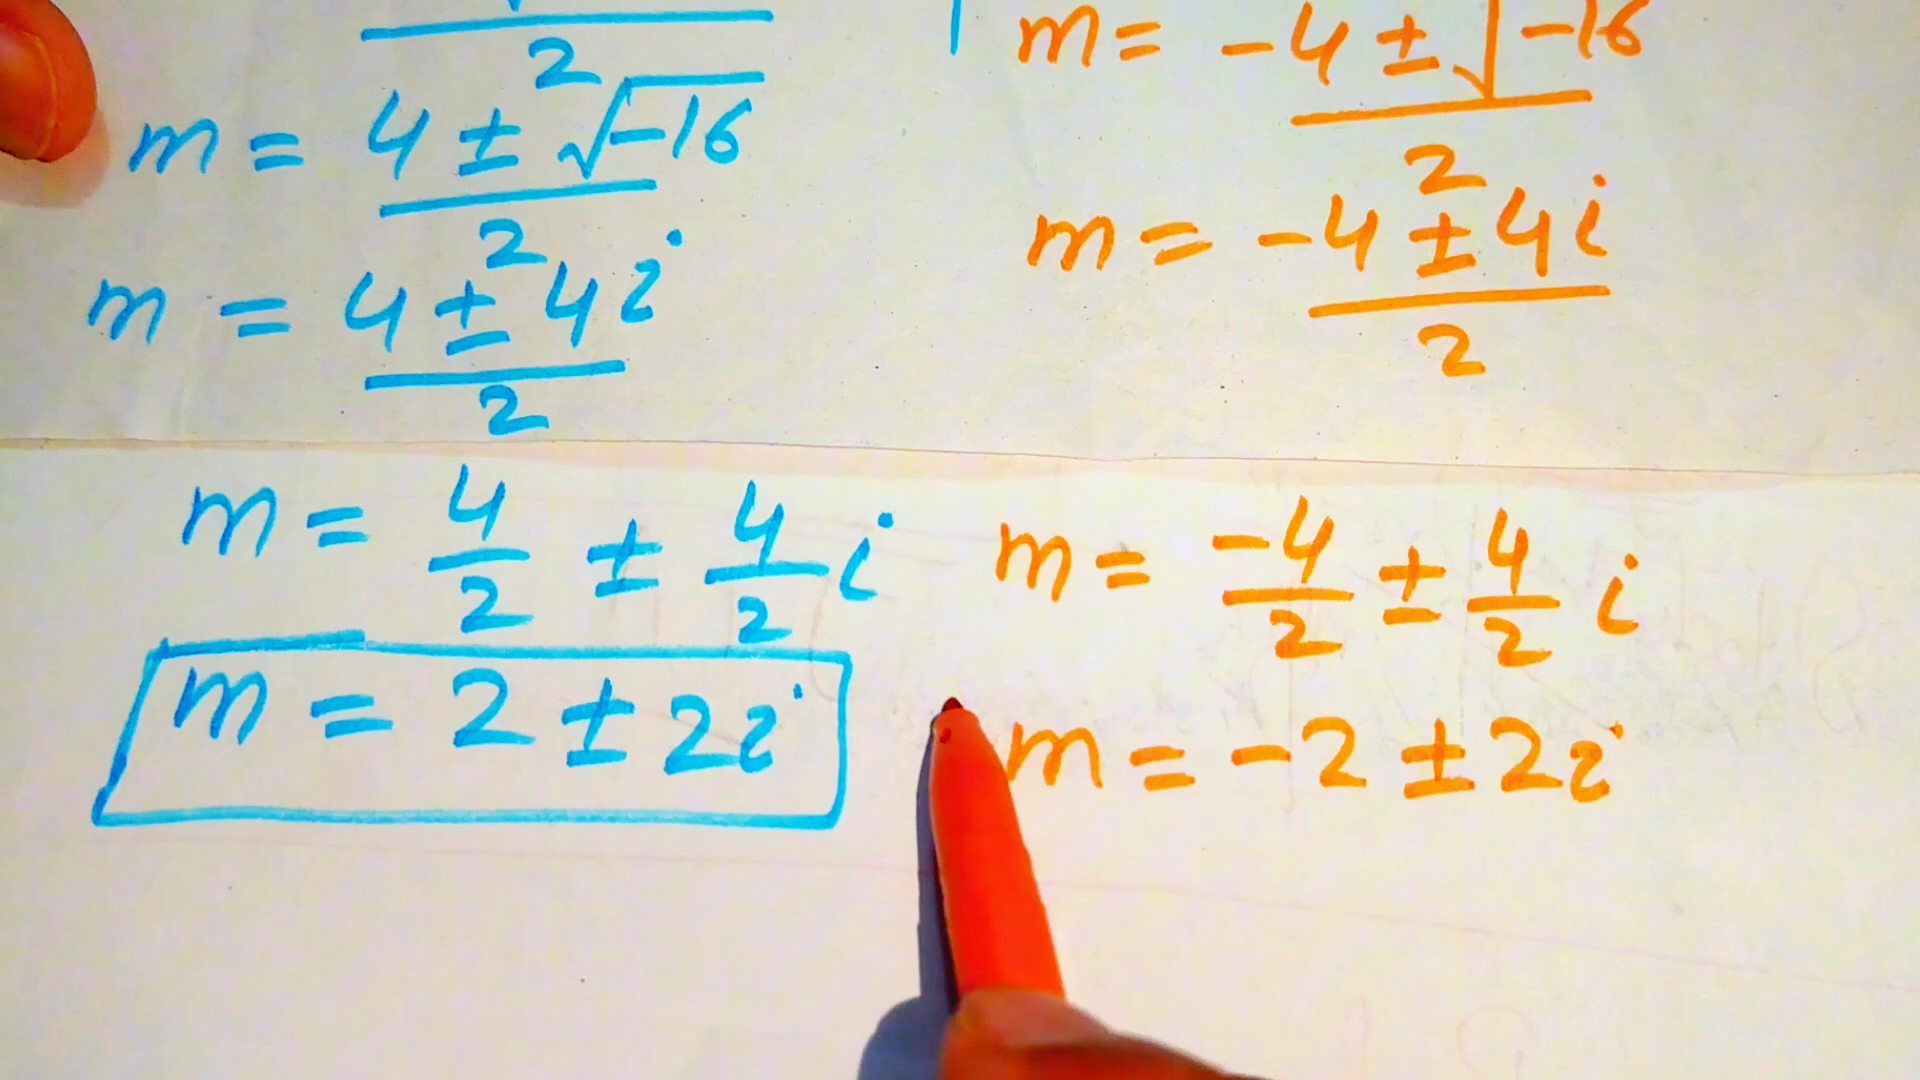 2
m = 4 ± √-16 / 2
m = 4 ± 4i / 2
m = 4/2 ± 4/2 i
m = 2 ± 2i
m = -4 ± √-16 / 2
m = -4 ± 4i / 2
m = -4/2 ± 4/2 i
m = -2 ± 2i